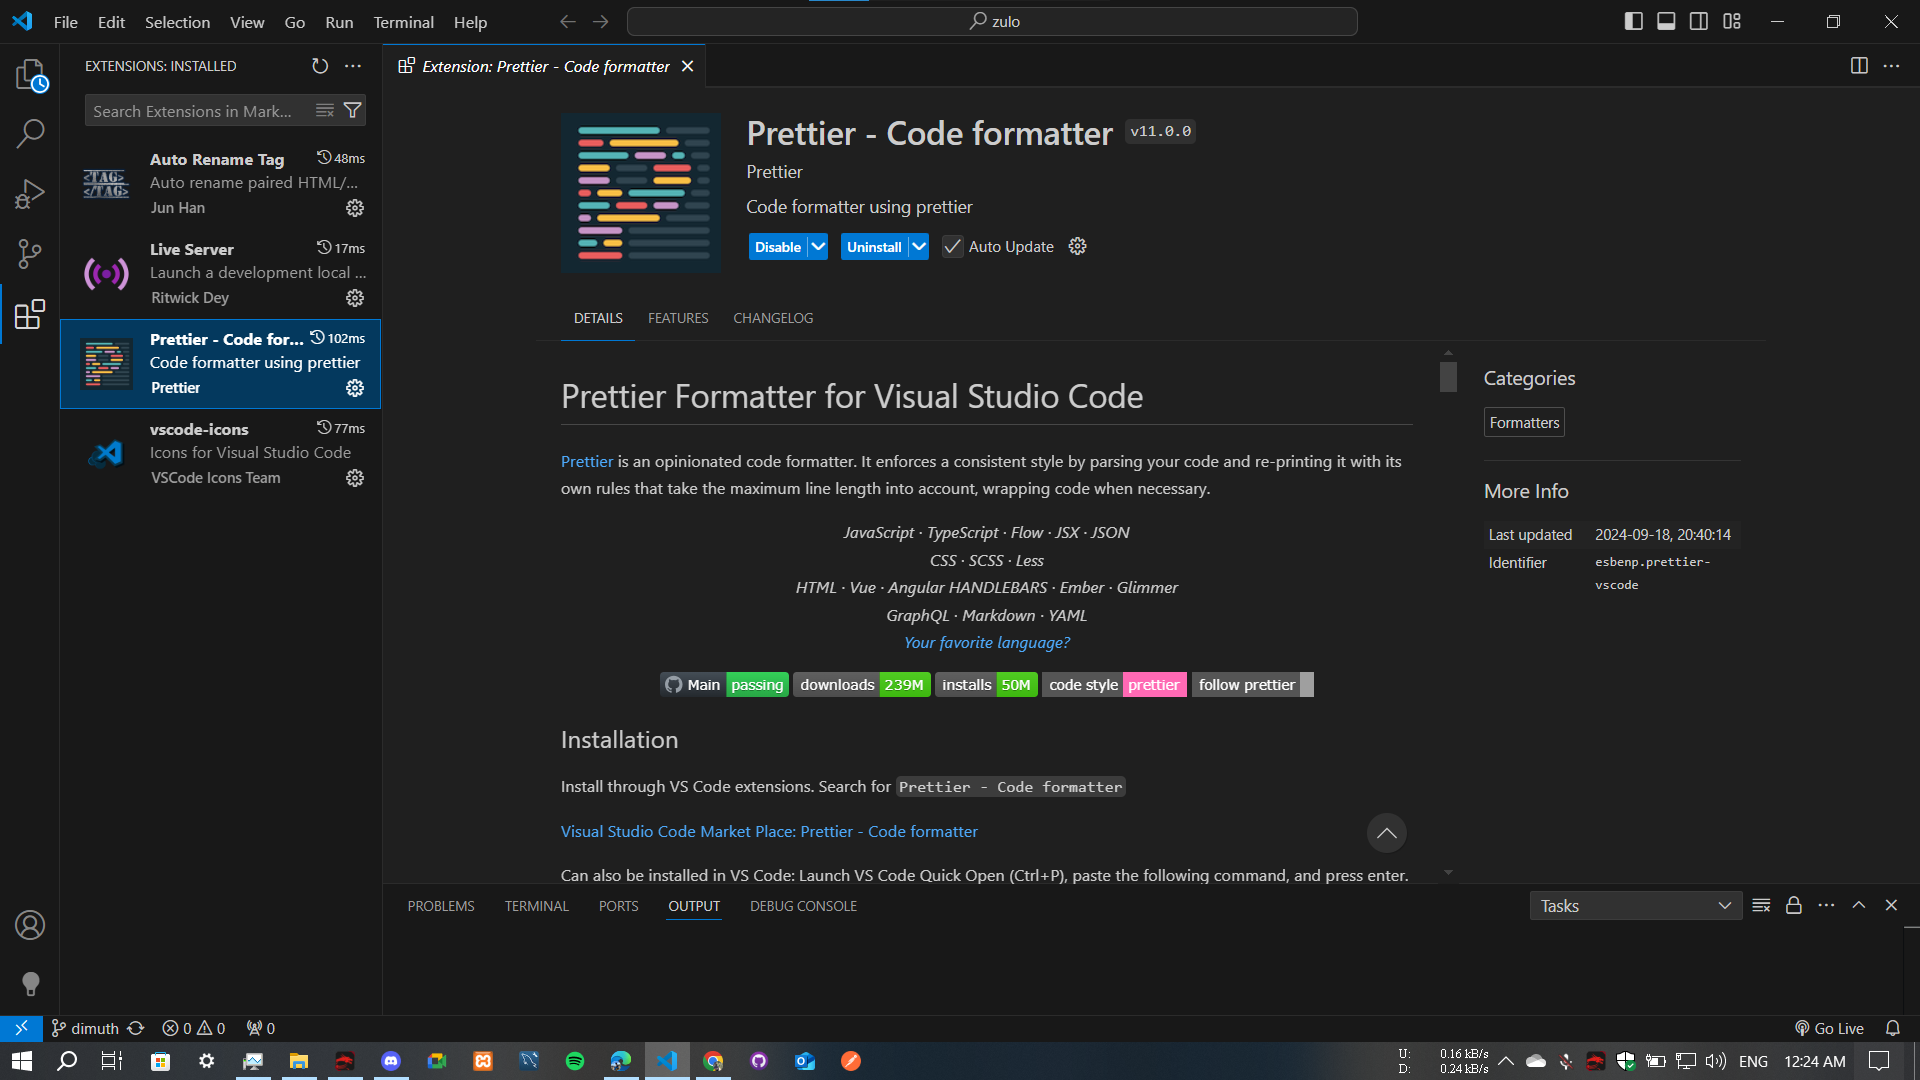 File Edit Selection View Go Run Terminal Help
zulo
EXTENSIONS: INSTALLED
Search Extensions in Mark...
Auto Rename Tag 48ms
Auto rename paired HTML/...
Jun Han
Live Server 17ms
Launch a development local ...
Ritwick Dey
Prettier - Code for... 102ms
Code formatter using prettier
Prettier
vscode-icons 77ms
Icons for Visual Studio Code
VSCode Icons Team
Extension: Prettier - Code formatter
Prettier - Code formatter v11.0.0
Prettier
Code formatter using prettier
Disable Uninstall Auto Update
DETAILS FEATURES CHANGELOG
Prettier Formatter for Visual Studio Code
Prettier is an opinionated code formatter. It enforces a consistent style by parsing your code and re-printing it with its
own rules that take the maximum line length into account, wrapping code when necessary.
JavaScript · TypeScript · Flow · JSX · JSON
CSS · SCSS · Less
HTML · Vue · Angular HANDLEBARS · Ember · Glimmer
GraphQL · Markdown · YAML
Your favorite language?
Main passing downloads 239M installs 50M code style prettier follow prettier
Installation
Install through VS Code extensions. Search for Prettier - Code formatter
Visual Studio Code Market Place: Prettier - Code formatter
Can also be installed in VS Code: Launch VS Code Quick Open (Ctrl+P), paste the following command, and press enter.
Categories
Formatters
More Info
Last updated 2024-09-18, 20:40:14
Identifier esbenp.prettier-
vscode
PROBLEMS TERMINAL PORTS OUTPUT DEBUG CONSOLE
Tasks
dimuth 0 0 0
Go Live
U: 0.16 kB/s
D: 0.24 kB/s
ENG 12:24 AM
<TAG>
</TAG>